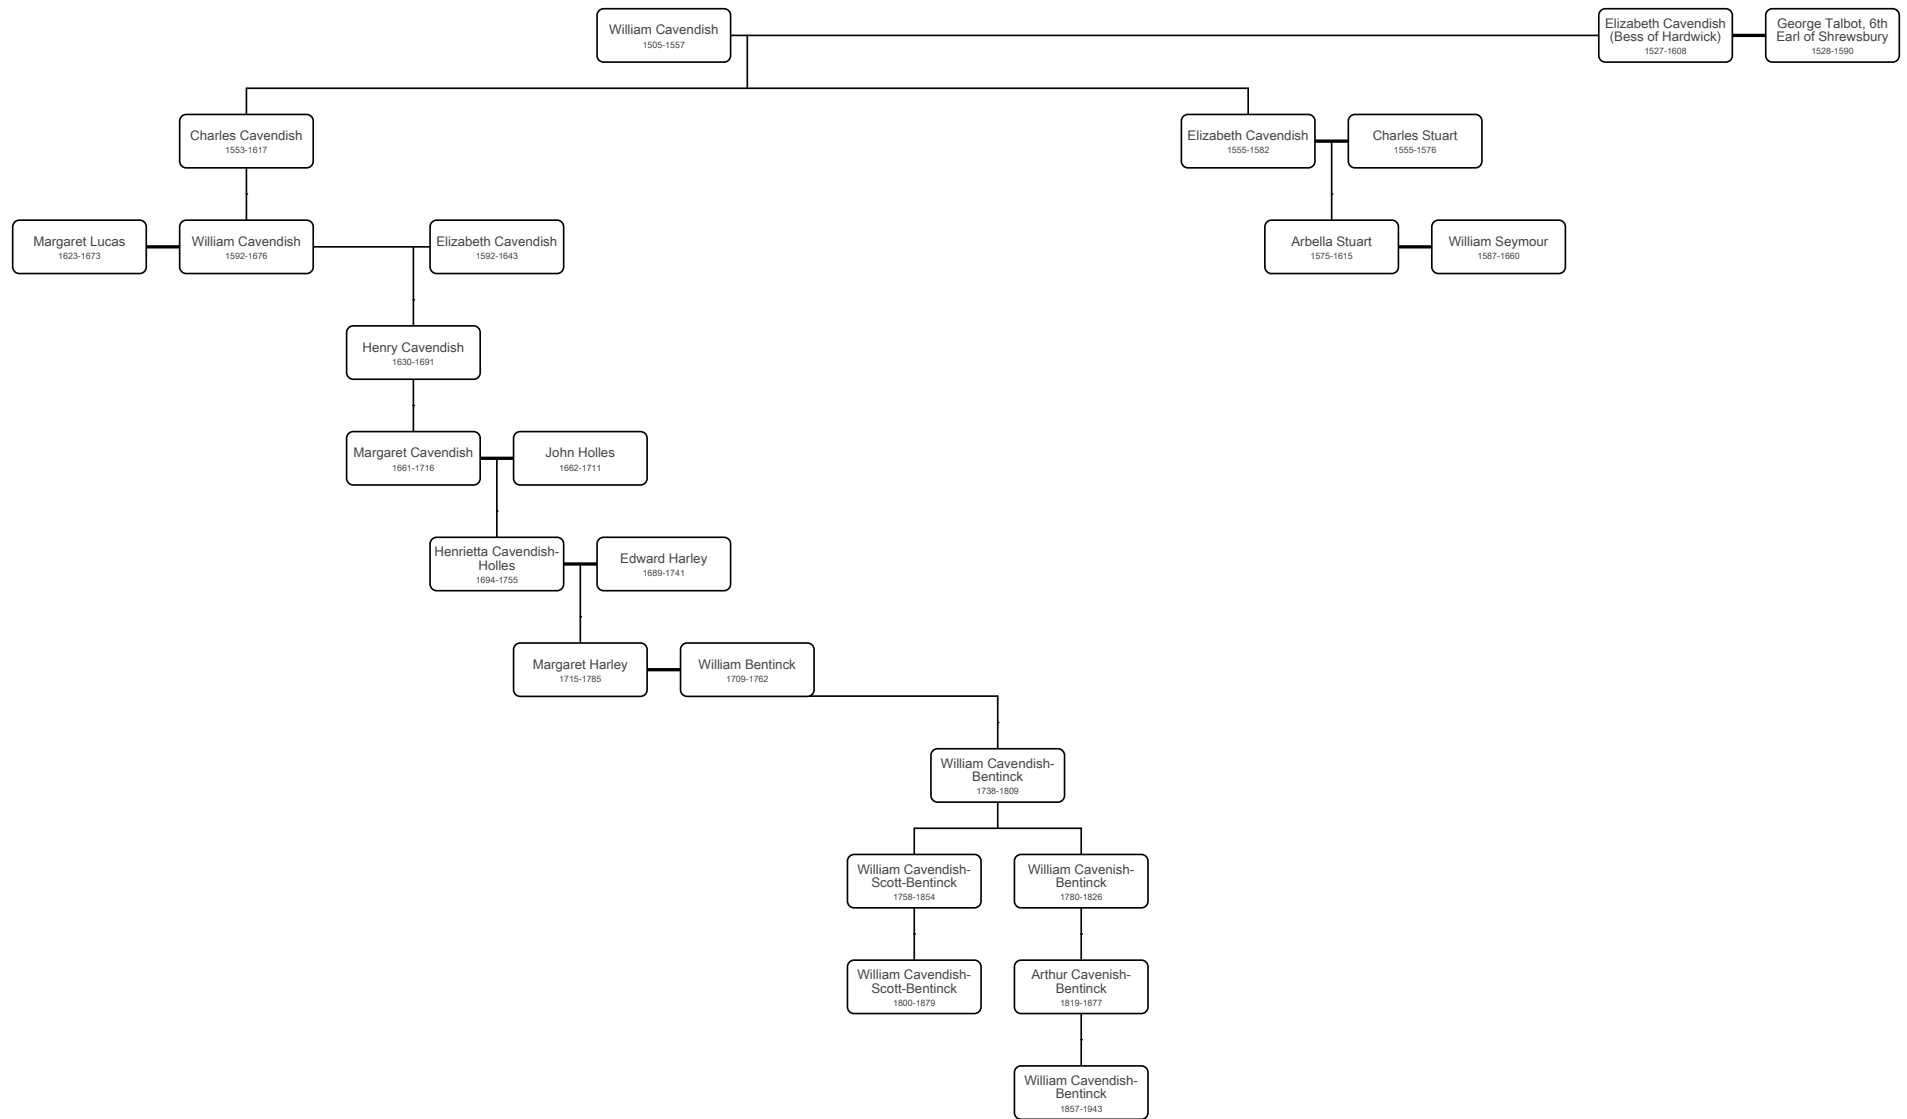 William Cavendish
1505-1557
Elizabeth Cavendish
(Bess of Hardwick)
1527-1608
George Talbot, 6th
Earl of Shrewsbury
1528-1590
Charles Cavendish
1553-1617
Elizabeth Cavendish
1555-1582
Charles Stuart
1555-1576
Margaret Lucas
1623-1673
William Cavendish
1592-1676
Elizabeth Cavendish
1592-1643
Arbella Stuart
1575-1615
William Seymour
1587-1660
Henry Cavendish
1630-1691
Margaret Cavendish
1661-1716
John Holles
1662-1711
Henrietta Cavendish-
Holles
1694-1755
Edward Harley
1689-1741
Margaret Harley
1715-1785
William Bentinck
1709-1762
William Cavendish-
Bentinck
1738-1809
William Cavendish-
Scott-Bentinck
1758-1854
William Cavenish-
Bentinck
1780-1826
William Cavendish-
Scott-Bentinck
1800-1879
Arthur Cavenish-
Bentinck
1819-1877
William Cavendish-
Bentinck
1857-1943